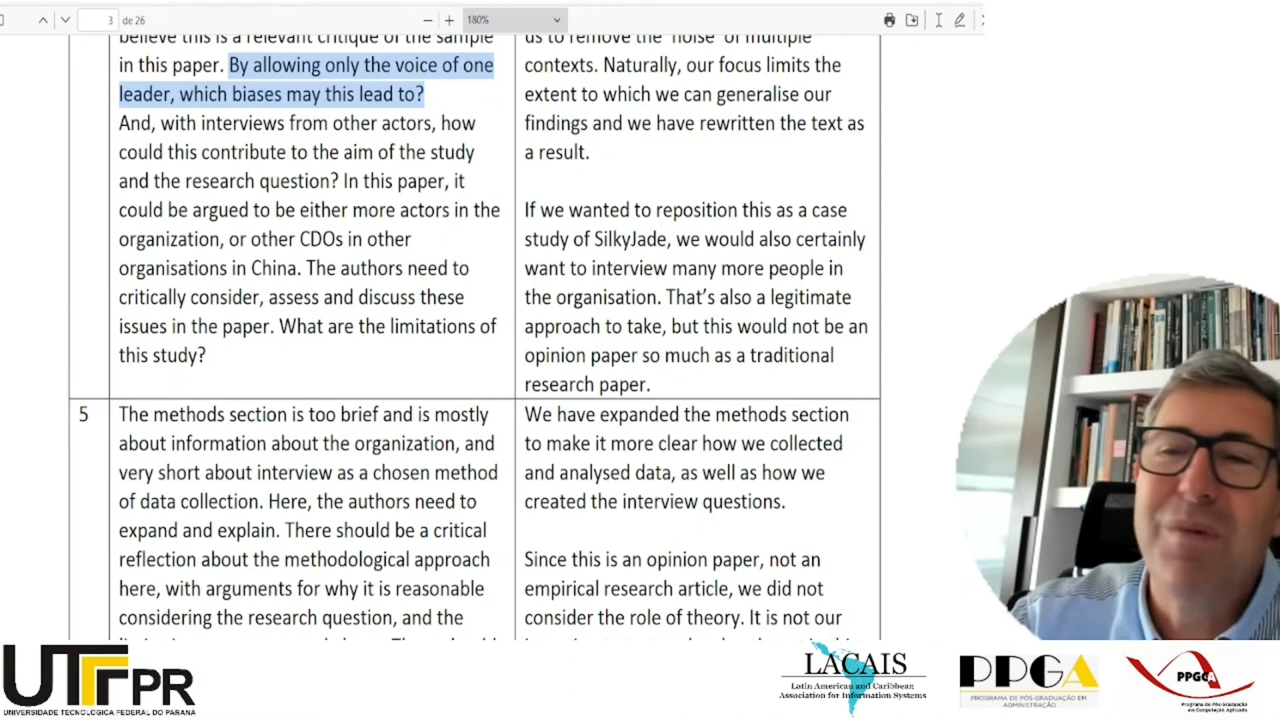 3 de 26
180%
believe this is a relevant critique of the sample
in this paper. By allowing only the voice of one
leader, which biases may this lead to?
And, with interviews from other actors, how
could this contribute to the aim of the study
and the research question? In this paper, it
could be argued to be either more actors in the
organization, or other CDOs in other
organisations in China. The authors need to
critically consider, assess and discuss these
issues in the paper. What are the limitations of
this study?
us to remove the ‘noise’ of multiple
contexts. Naturally, our focus limits the
extent to which we can generalise our
findings and we have rewritten the text as
a result.
If we wanted to reposition this as a case
study of SilkyJade, we would also certainly
want to interview many more people in
the organisation. That’s also a legitimate
approach to take, but this would not be an
opinion paper so much as a traditional
research paper.
5
The methods section is too brief and is mostly
about information about the organization, and
very short about interview as a chosen method
of data collection. Here, the authors need to
expand and explain. There should be a critical
reflection about the methodological approach
here, with arguments for why it is reasonable
considering the research question, and the
We have expanded the methods section
to make it more clear how we collected
and analysed data, as well as how we
created the interview questions.
Since this is an opinion paper, not an
empirical research article, we did not
consider the role of theory. It is not our
UTFPR
UNIVERSIDADE TECNOLÓGICA FEDERAL DO PARANÁ
LACAIS
Latin American and Caribbean
Association for Information Systems
PPGA
PROGRAMA DE PÓS-GRADUAÇÃO EM
ADMINISTRAÇÃO
PPGCA
Programa de Pós-Graduação
em Computação Aplicada